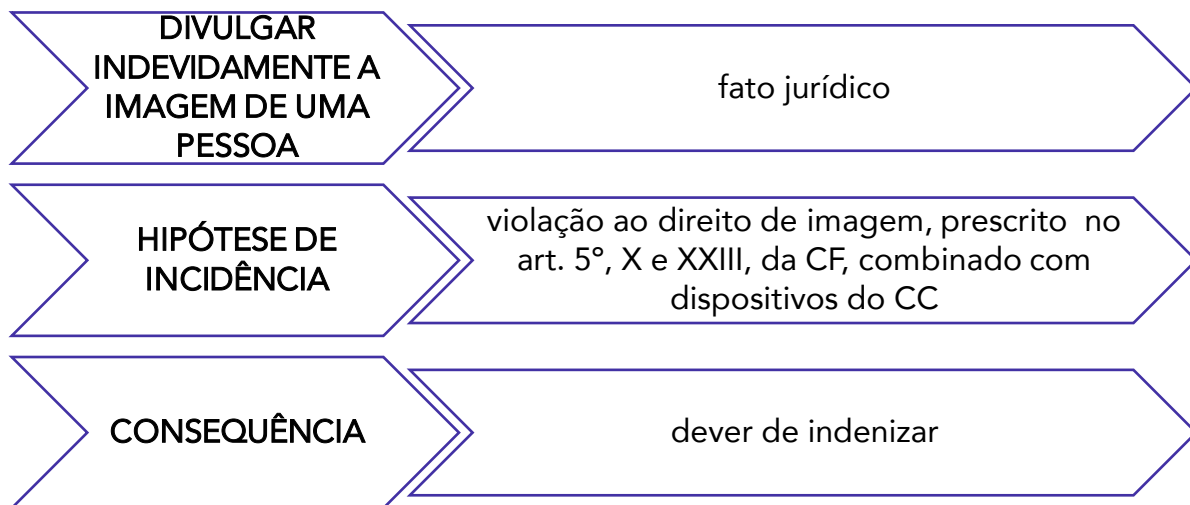 DIVULGAR
INDEVIDAMENTE A
IMAGEM DE UMA
PESSOA
fato jurídico
HIPÓTESE DE
INCIDÊNCIA
violação ao direito de imagem, prescrito no
art. 5º, X e XXIII, da CF, combinado com
dispositivos do CC
CONSEQUÊNCIA
dever de indenizar